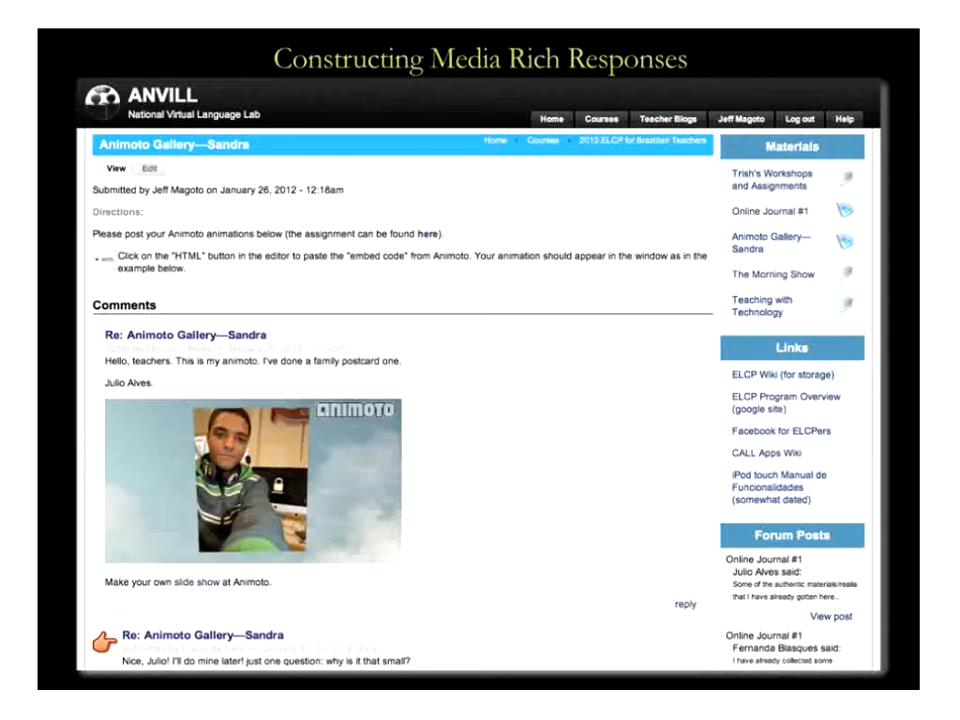 Constructing Media Rich Responses
ANVILL
National Virtual Language Lab
Home Courses Teacher Blogs Jeff Magoto Log out Help
Animoto Gallery—Sandra
Home Courses 2012 ELCP for Brazilian Teachers
View Edit
Submitted by Jeff Magoto on January 26, 2012 - 12:18am
Directions:
Please post your Animoto animations below (the assignment can be found here).
Click on the "HTML" button in the editor to paste the "embed code" from Animoto. Your animation should appear in the window as in the
example below.
Comments
Re: Animoto Gallery—Sandra
Hello, teachers. This is my animoto. I've done a family postcard one.
Julio Alves.
ANIMOTO
Make your own slide show at Animoto.
reply
Re: Animoto Gallery—Sandra
Nice, Julio! I'll do mine later! just one question: why is it that small?
Materials
Trish's Workshops
and Assignments
Online Journal #1
Animoto Gallery—
Sandra
The Morning Show
Teaching with
Technology
Links
ELCP Wiki (for storage)
ELCP Program Overview
(google site)
Facebook for ELCPers
CALL Apps Wiki
iPod touch Manual de
Funcionalidades
(somewhat dated)
Forum Posts
Online Journal #1
Julio Alves said:
Some of the authentic materials/realia
that I have already gotten here...
View post
Online Journal #1
Fernanda Blasques said:
I have already collected some